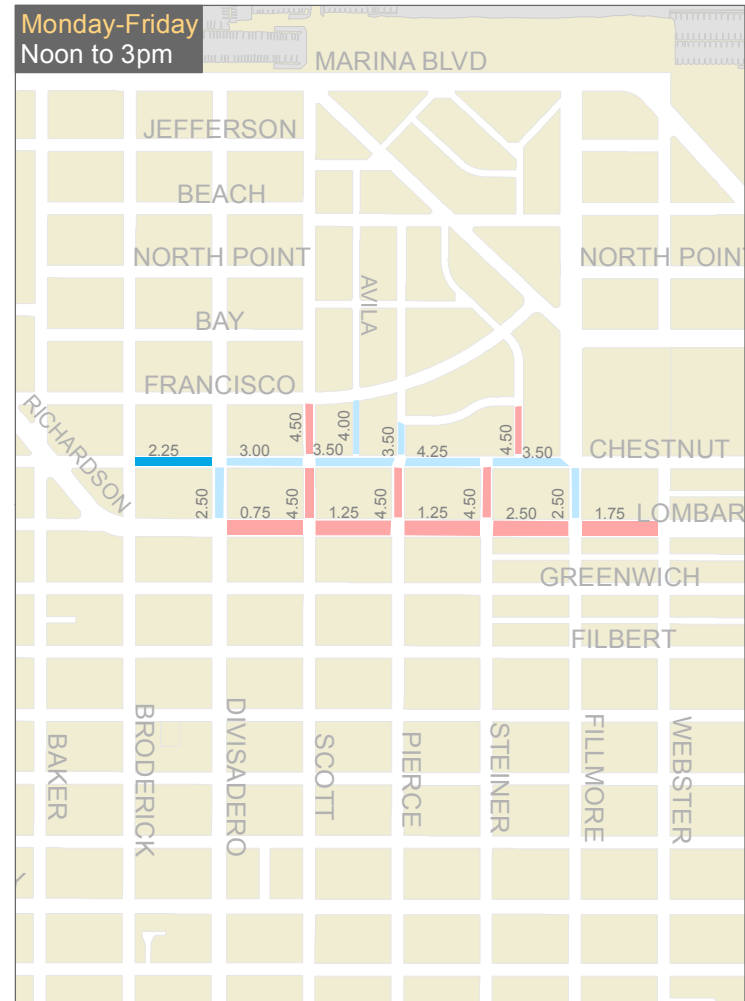 Monday-Friday
Noon to 3pm
MARINA BLVD
JEFFERSON
BEACH
NORTH POINT
NORTH POIN
AVILA
BAY
FRANCISCO
RICHARDSON
4.50
4.00
3.50
4.50
2.25
3.00
3.50
4.25
3.50
CHESTNUT
2.50
4.50
4.50
4.50
2.50
0.75
1.25
1.25
2.50
1.75
LOMBAR
GREENWICH
FILBERT
BAKER
BRODERICK
DIVISADERO
SCOTT
PIERCE
STEINER
FILLMORE
WEBSTER